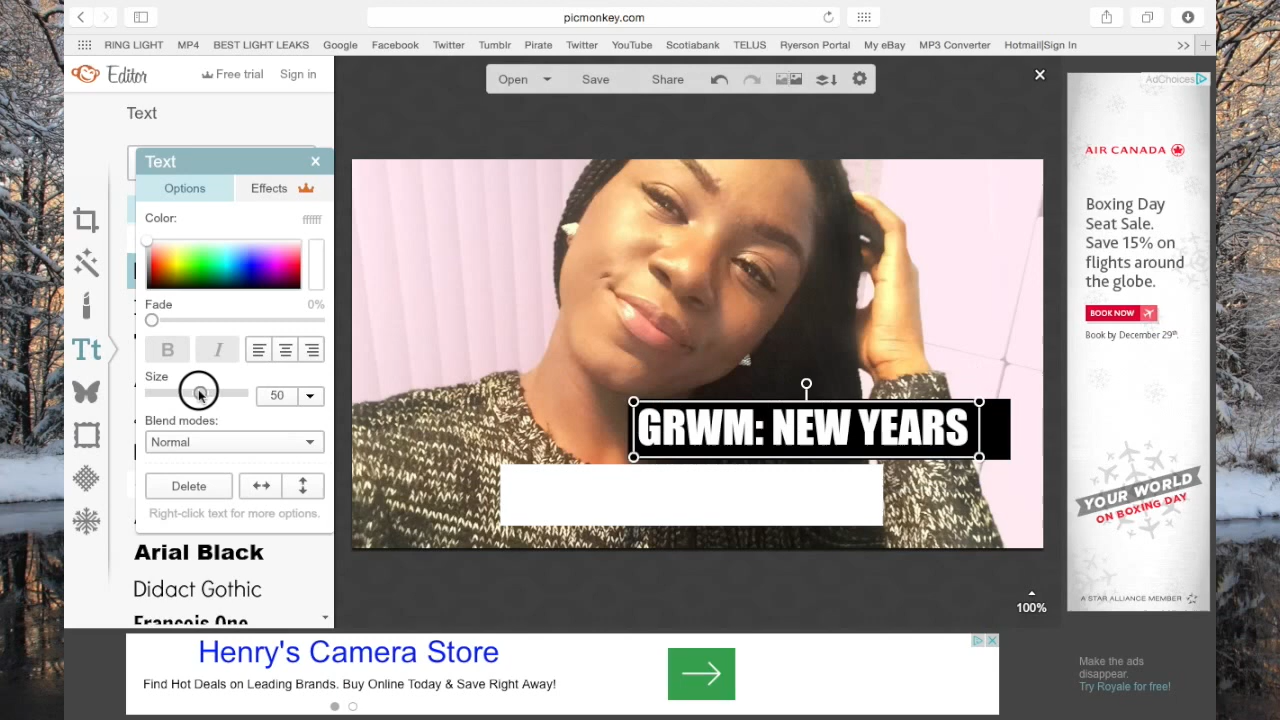 picmonkey.com
RING LIGHT MP4 BEST LIGHT LEAKS Google Facebook Twitter Tumblr Pirate Twitter YouTube Scotiabank TELUS Ryerson Portal My eBay MP3 Converter Hotmail|Sign In
Editor Free trial Sign in
Open Save Share
Text
Text
Options Effects
Color: ffffff
Fade 0%
B I
Size
50
Blend modes:
Normal
Delete
Right-click text for more options.
Arial Black
Didact Gothic
Francois One
GRWM: NEW YEARS
100%
AdChoices
AIR CANADA
Boxing Day
Seat Sale.
Save 15% on
flights around
the globe.
BOOK NOW
Book by December 29th.
YOUR WORLD
ON BOXING DAY
A STAR ALLIANCE MEMBER
Henry's Camera Store
Find Hot Deals on Leading Brands. Buy Online Today & Save Right Away!
Make the ads
disappear.
Try Royale for free!